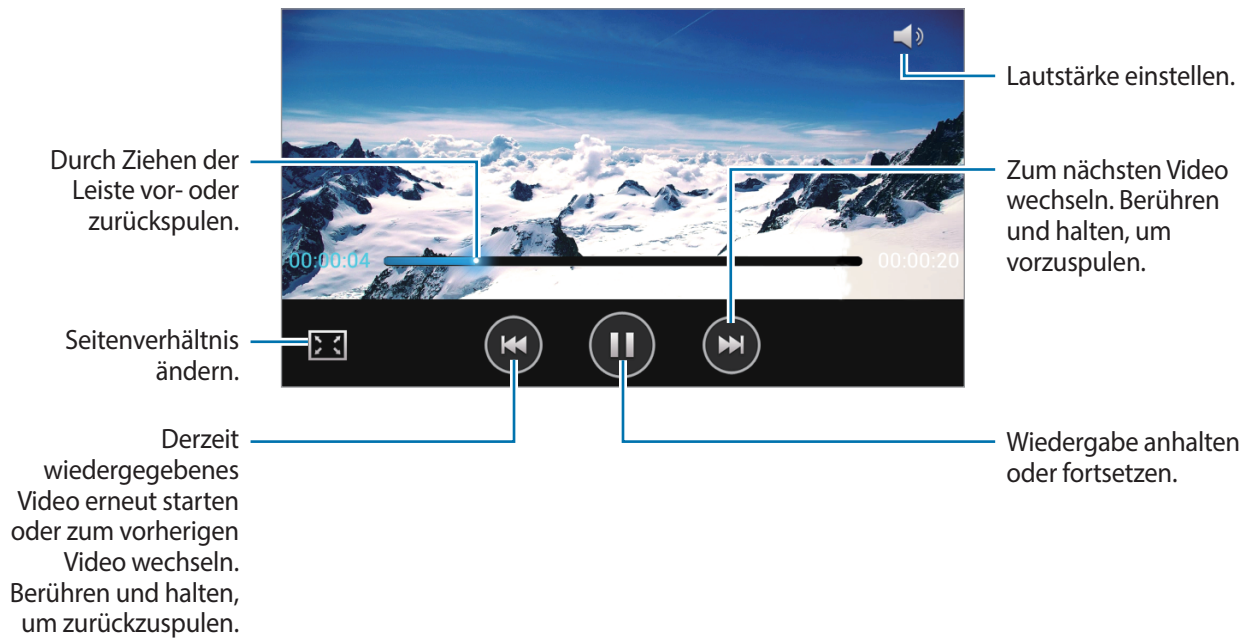 Lautstärke einstellen.
Durch Ziehen der
Leiste vor- oder
zurückspulen.
Zum nächsten Video
wechseln. Berühren
und halten, um
vorzuspulen.
00:00:04
00:00:20
Seitenverhältnis
ändern.
Derzeit
wiedergegebenes
Video erneut starten
oder zum vorherigen
Video wechseln.
Berühren und halten,
um zurückzuspulen.
Wiedergabe anhalten
oder fortsetzen.